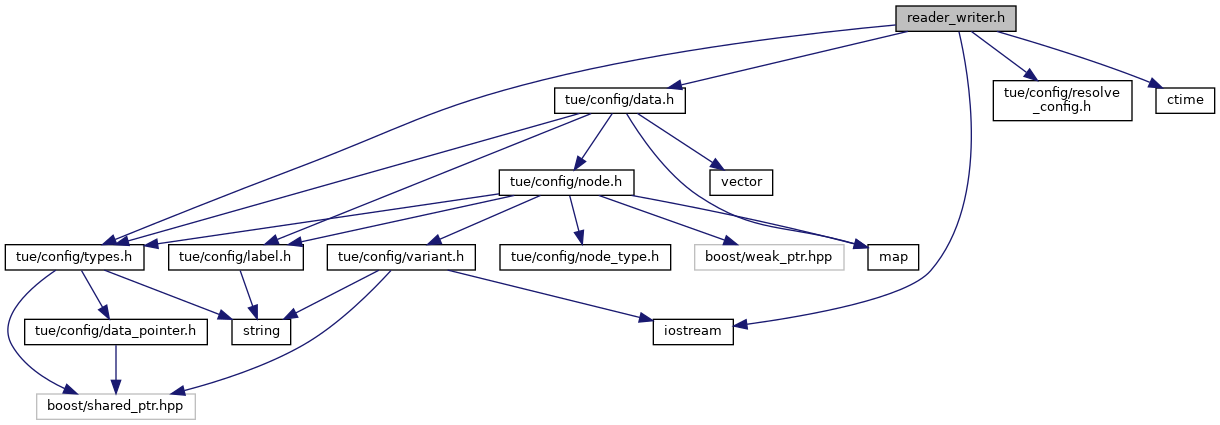 reader_writer.h
tue/config/data.h
tue/config/resolve
_config.h
ctime
tue/config/node.h
vector
tue/config/types.h
tue/config/label.h
tue/config/variant.h
tue/config/node_type.h
boost/weak_ptr.hpp
map
tue/config/data_pointer.h
string
iostream
boost/shared_ptr.hpp